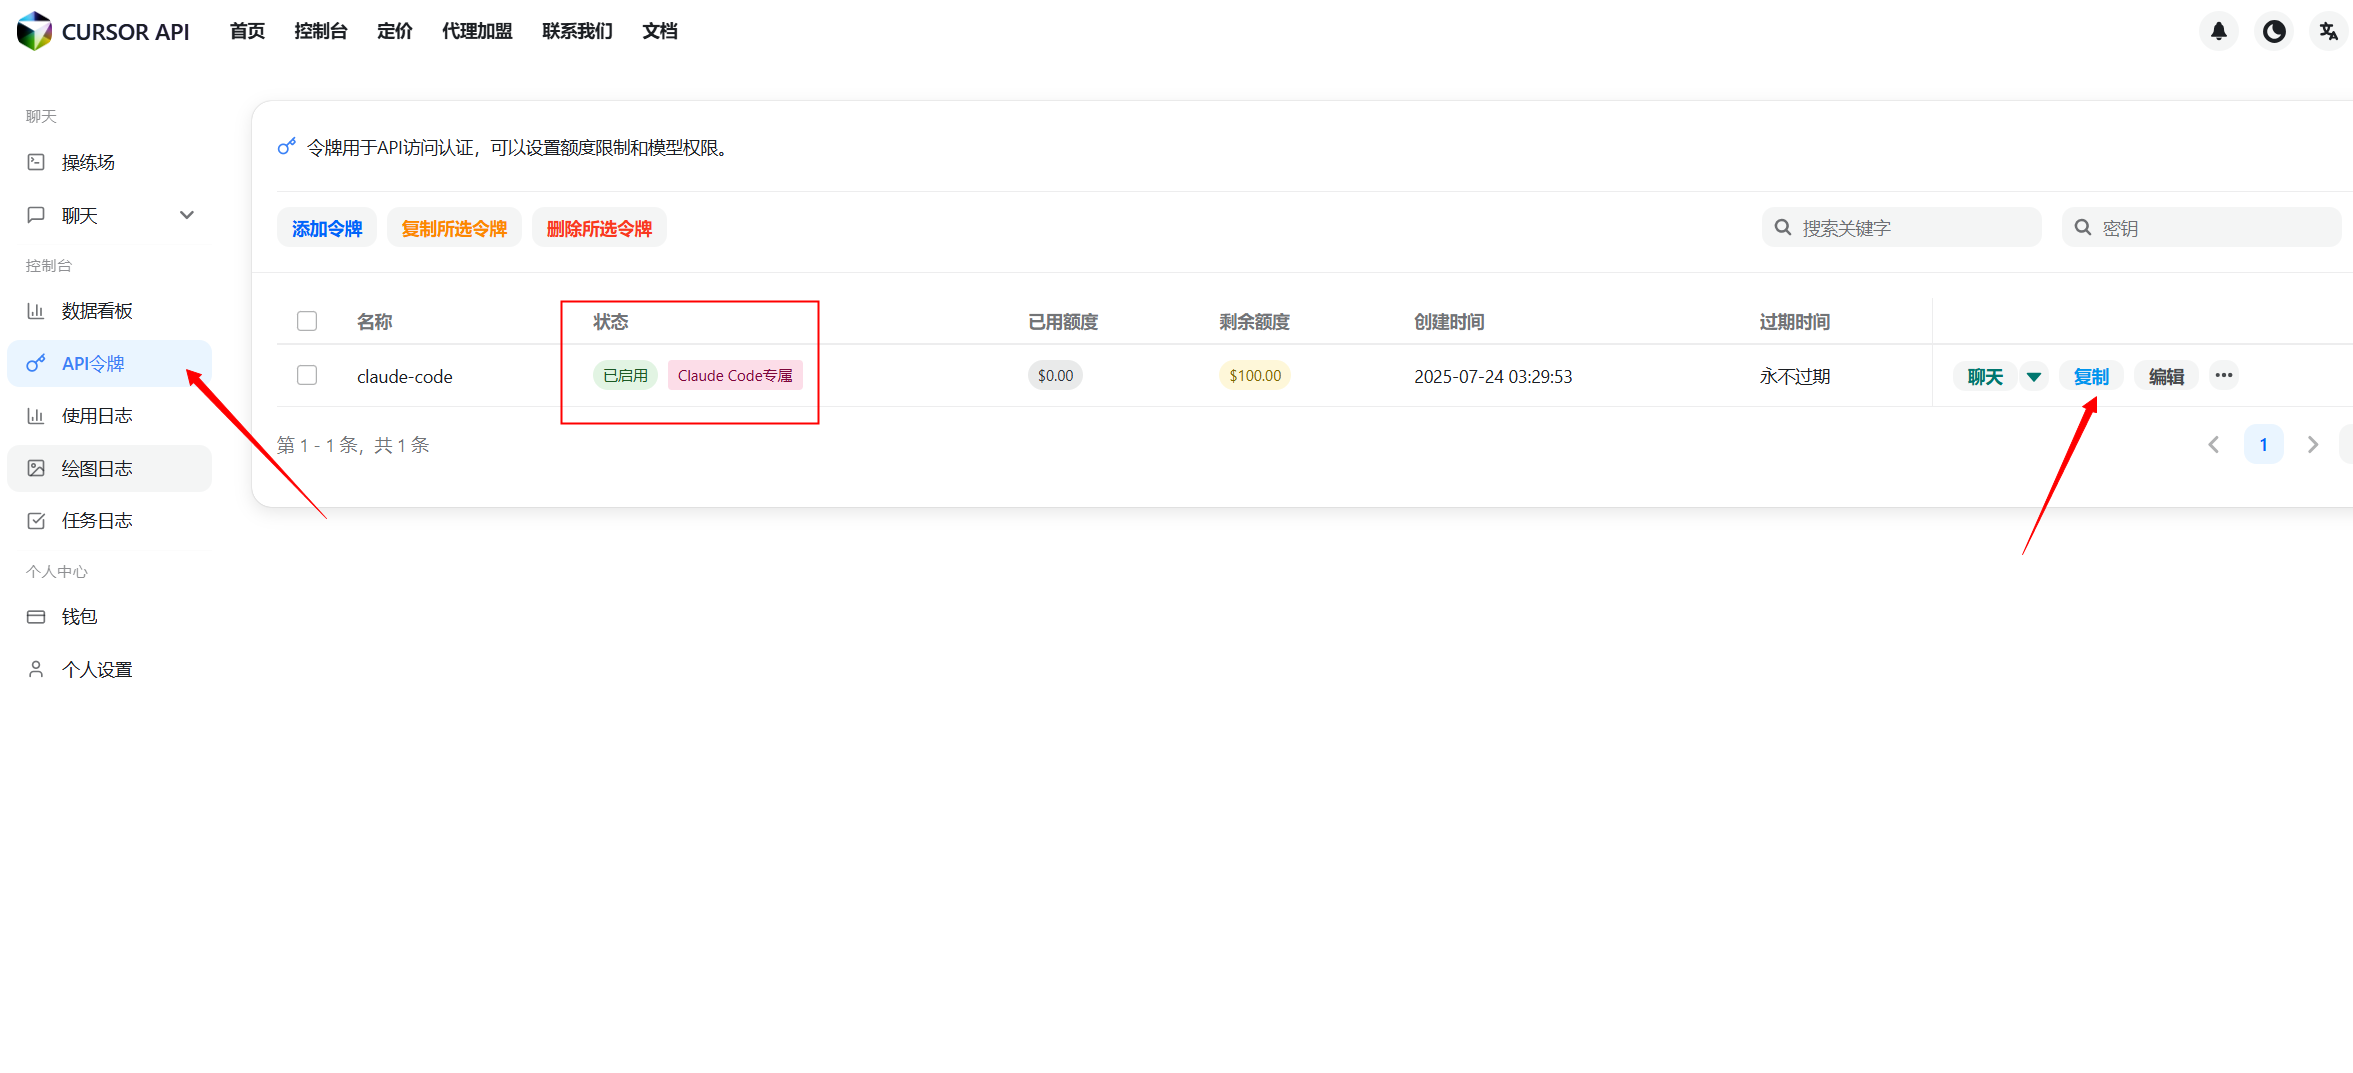 CURSOR API 首页 控制台 定价 代理加盟 联系我们 文档
聊天
操练场
聊天
控制台
数据看板
API令牌
使用日志
绘图日志
任务日志
个人中心
钱包
个人设置
令牌用于API访问认证，可以设置额度限制和模型权限。
添加令牌 复制所选令牌 删除所选令牌 搜索关键字 密钥
名称 状态 已用额度 剩余额度 创建时间 过期时间
claude-code 已启用 Claude Code专属 $0.00 $100.00 2025-07-24 03:29:53 永不过期 聊天 复制 编辑 •••
第 1 - 1 条，共 1 条 1